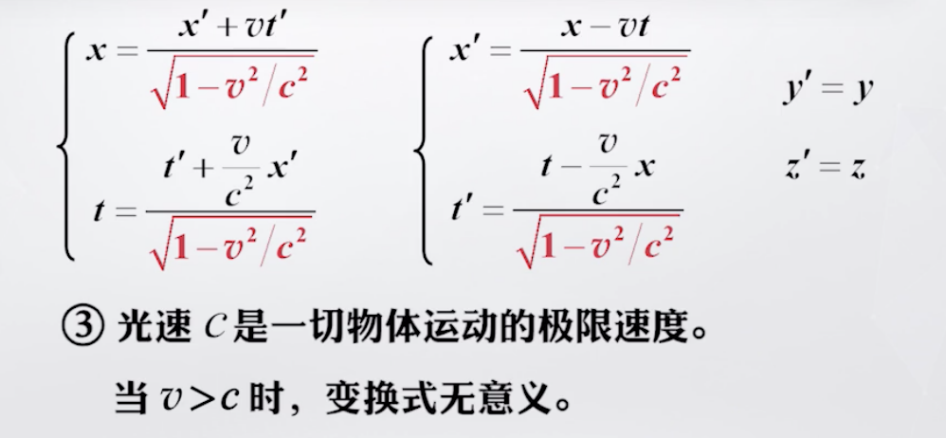 x = (x′ + vt′) / √(1 − v²/c²)
t = (t′ + (v/c²) x′) / √(1 − v²/c²)
x′ = (x − vt) / √(1 − v²/c²)
t′ = (t − (v/c²) x) / √(1 − v²/c²)
y′ = y
z′ = z
③ 光速 C 是一切物体运动的极限速度。
当 v>c 时，变换式无意义。